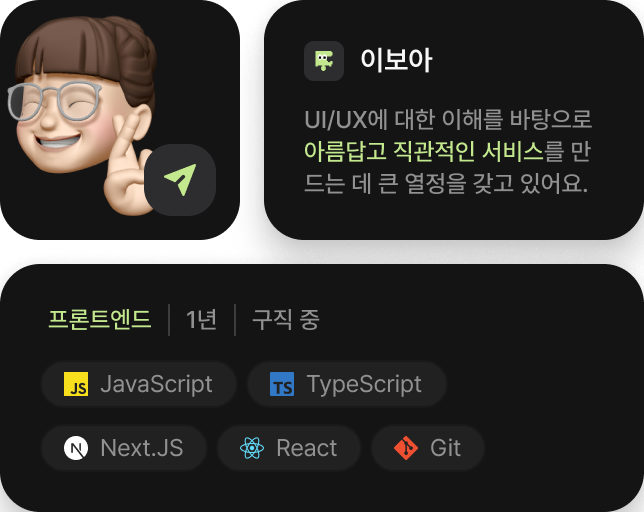 이보아
UI/UX에 대한 이해를 바탕으로
아름답고 직관적인 서비스를 만
드는 데 큰 열정을 갖고 있어요.
프론트엔드 1년 구직 중
JS JavaScript TS TypeScript
N Next.JS React Git